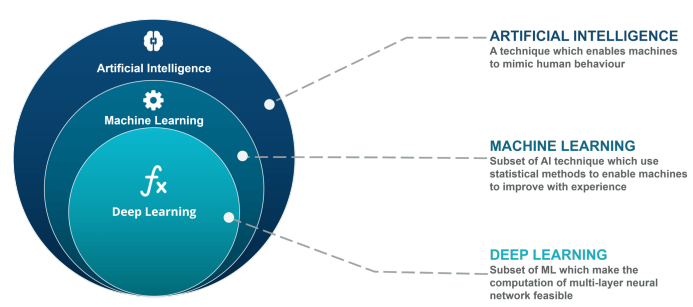 Artificial Intelligence
Machine Learning
fx
Deep Learning
ARTIFICIAL INTELLIGENCE
A technique which enables machines
to mimic human behaviour
MACHINE LEARNING
Subset of AI technique which use
statistical methods to enable machines
to improve with experience
DEEP LEARNING
Subset of ML which make the
computation of multi-layer neural
network feasible